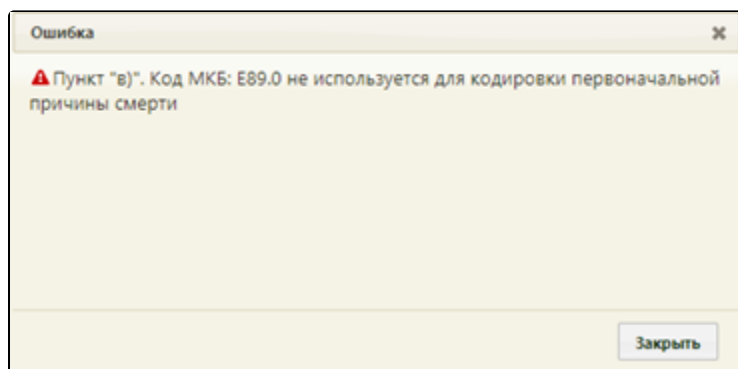 Ошибка
Пункт "в)". Код МКБ: E89.0 не используется для кодировки первоначальной
причины смерти
Закрыть